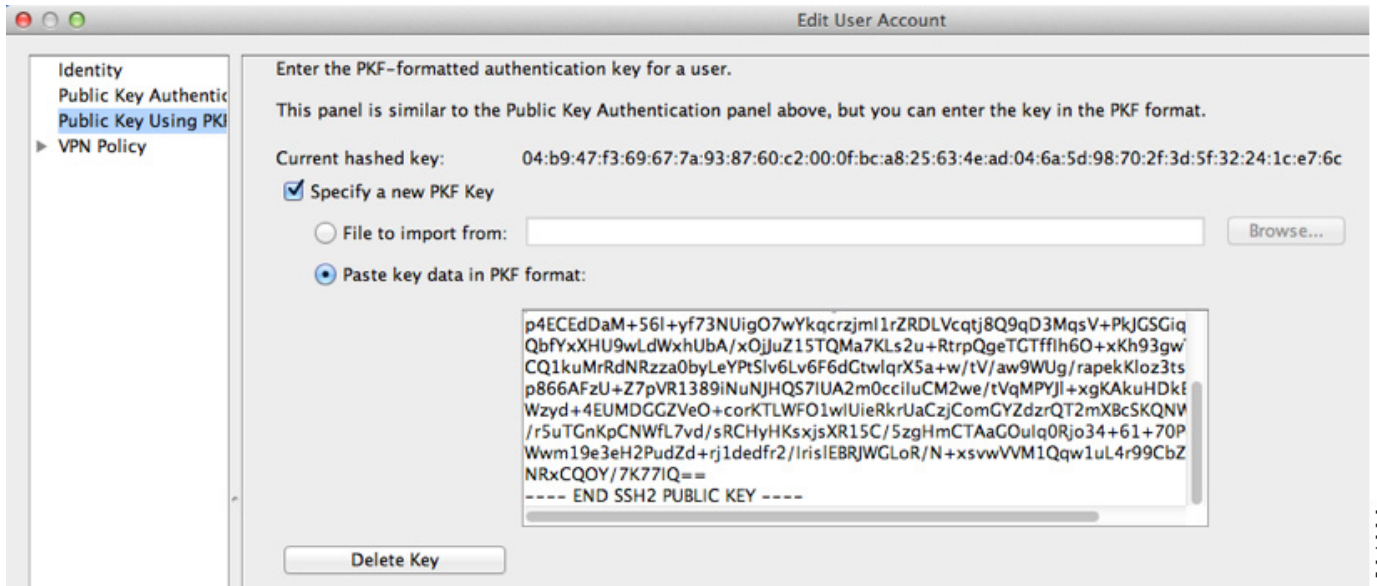 Edit User Account
Identity
Public Key Authentic
Public Key Using PKF
VPN Policy
Enter the PKF-formatted authentication key for a user.
This panel is similar to the Public Key Authentication panel above, but you can enter the key in the PKF format.
Current hashed key: 04:b9:47:f3:69:67:7a:93:87:60:c2:00:0f:bc:a8:25:63:4e:ad:04:6a:5d:98:70:2f:3d:5f:32:24:1c:e7:6c
Specify a new PKF Key
File to import from:
Browse...
Paste key data in PKF format:
p4ECEdDaM+56l+yf73NUigO7wYkqcrzjml1rZRDLVcqtj8Q9qD3MqsV+PkJGSGiq
QbfYxXHU9wLdWxhUbA/xOjJuZ15TQMa7KLs2u+RtrpQgeTGTfflh6O+xKh93gw
CQ1kuMrRdNRzza0byLeYPtSlv6Lv6F6dGtwlqrX5a+w/tV/aw9WUg/rapekKloz3ts
p866AFzU+Z7pVR1389iNuNJHQS7IUA2m0cciluCM2we/tVqMPYJl+xgKAkuHDkE
Wzyd+4EUMDGGZVeO+corKTLWFO1wlUieRkrUaCzjComGYZdzrQT2mXBcSKQNW
/r5uTGnKpCNWfL7vd/sRCHyHKsxjsXR15C/5zgHmCTAaGOulq0Rjo34+61+70P
Wwm19e3eH2PudZd+rj1dedfr2/IrislEBRJWGLoR/N+xsvwVVM1Qqw1uL4r99CbZ
NRxCQOY/7K77IQ==
---- END SSH2 PUBLIC KEY ----
Delete Key